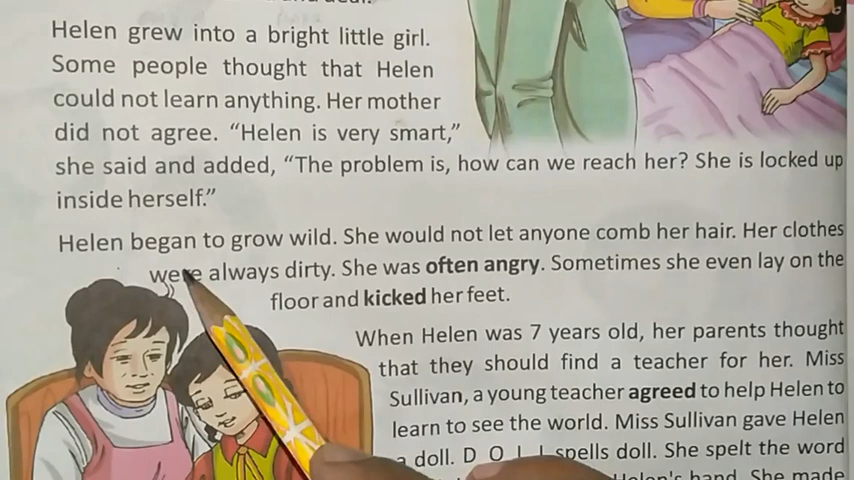 Helen grew into a bright little girl.
Some people thought that Helen
could not learn anything. Her mother
did not agree. “Helen is very smart,”
she said and added, “The problem is, how can we reach her? She is locked up
inside herself.”
Helen began to grow wild. She would not let anyone comb her hair. Her clothes
were always dirty. She was often angry. Sometimes she even lay on the
floor and kicked her feet.
When Helen was 7 years old, her parents thought
that they should find a teacher for her. Miss
Sullivan, a young teacher agreed to help Helen to
learn to see the world. Miss Sullivan gave Helen
a doll. D O L L spells doll. She spelt the word
Helen's hand. She made